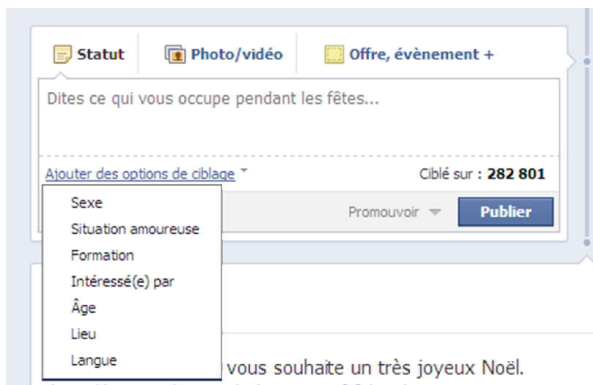 Statut Photo/vidéo Offre, évènement +
Dites ce qui vous occupe pendant les fêtes...
Ajouter des options de ciblage Ciblé sur : 282 801
Sexe
Situation amoureuse
Promouvoir Publier
Formation
Intéressé(e) par
Âge
Lieu
Langue
vous souhaite un très joyeux Noël.